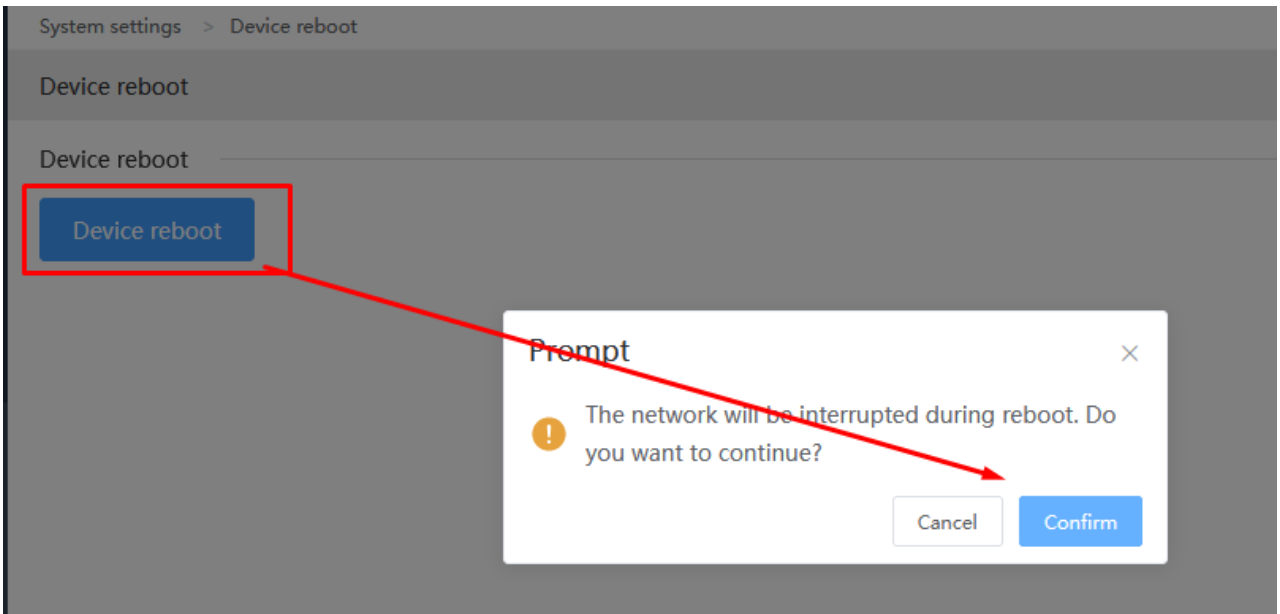 System settings > Device reboot
Device reboot
Device reboot
Device reboot
Prompt
The network will be interrupted during reboot. Do
you want to continue?
Cancel Confirm